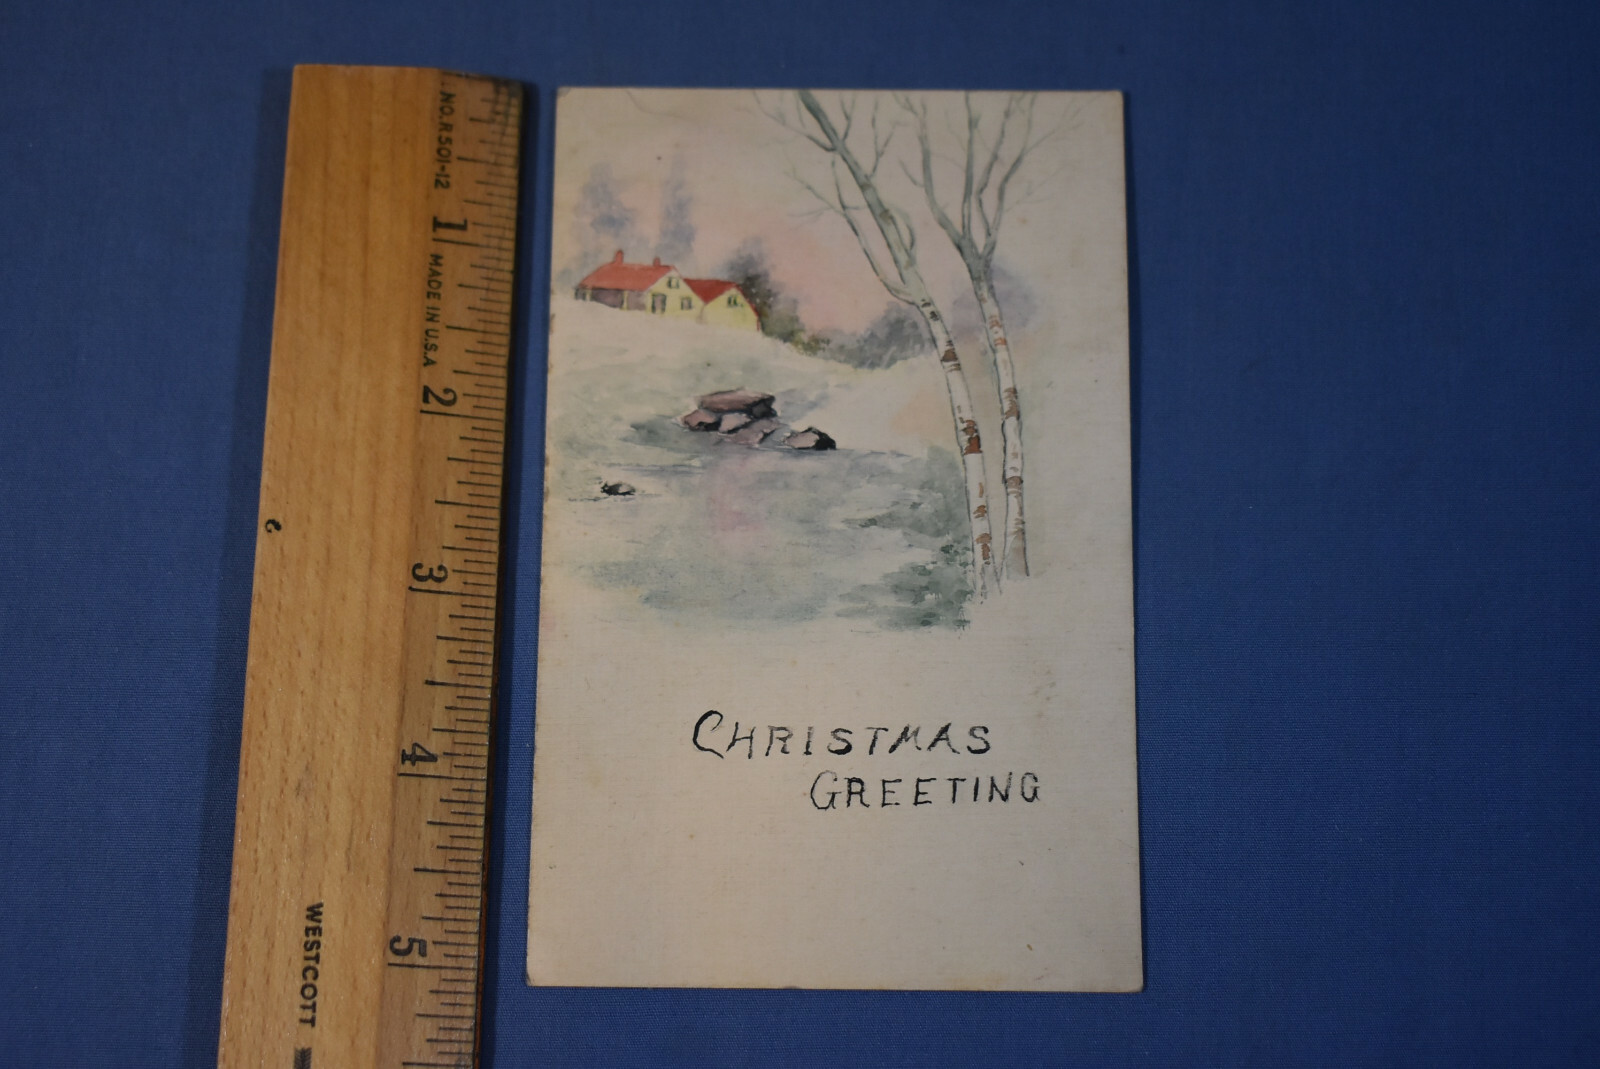 NO.R501-12
MADE IN U.S.A
1
2
3
4
5
WESTCOTT
CHRISTMAS
GREETING